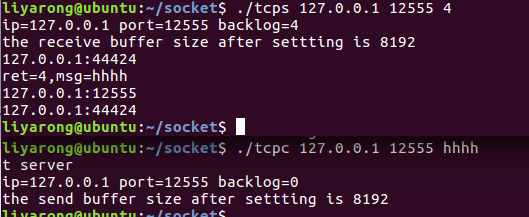 liyarong@ubuntu:~/socket$ ./tcps 127.0.0.1 12555 4
ip=127.0.0.1 port=12555 backlog=4
the receive buffer size after settting is 8192
127.0.0.1:44424
ret=4,msg=hhhh
127.0.0.1:12555
127.0.0.1:44424
liyarong@ubuntu:~/socket$
liyarong@ubuntu:~/socket$ ./tcpc 127.0.0.1 12555 hhhh
t server
ip=127.0.0.1 port=12555 backlog=0
the send buffer size after settting is 8192
liyarong@ubuntu:~/socket$